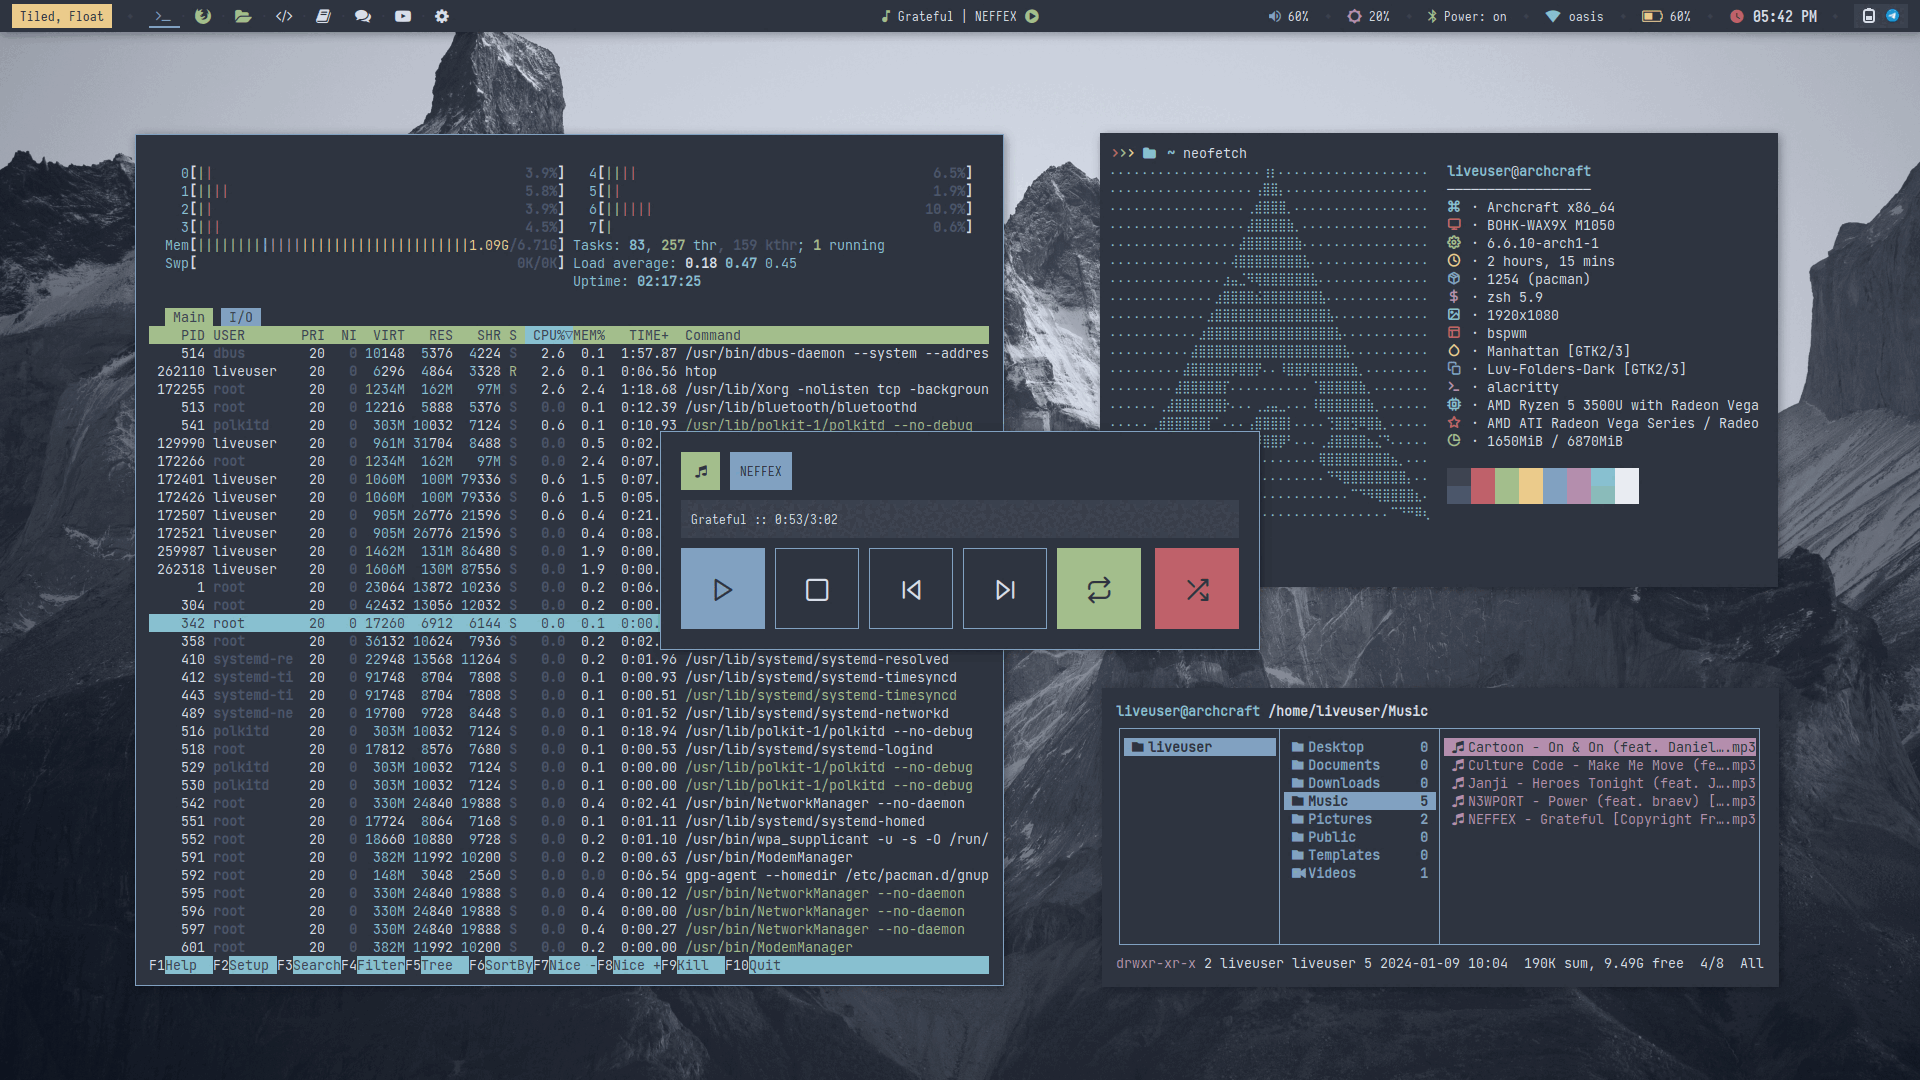 Tiled, Float
Grateful | NEFFEX
60%
20%
Power: on
oasis
60%
05:42 PM
0[|| 3.9%] 4[|||| 6.5%]
1[|||| 5.8%] 5[|| 1.9%]
2[|| 3.9%] 6[|||||| 10.9%]
3[||| 4.5%] 7[| 0.6%]
Mem[||||||||||||||||||||||||||||||||||1.09G/6.71G] Tasks: 83, 257 thr, 159 kthr; 1 running
Swp[ 0K/0K] Load average: 0.18 0.47 0.45
Uptime: 02:17:25
Main I/O
PID USER PRI NI VIRT RES SHR S CPU%▽MEM% TIME+ Command
514 dbus 20 0 10148 5376 4224 S 2.6 0.1 1:57.87 /usr/bin/dbus-daemon --system --addres
262110 liveuser 20 0 6296 4864 3328 R 2.6 0.1 0:06.56 htop
172255 root 20 0 1234M 162M 97M S 2.6 2.4 1:18.68 /usr/lib/Xorg -nolisten tcp -backgroun
513 root 20 0 12216 5888 5376 S 0.0 0.1 0:12.39 /usr/lib/bluetooth/bluetoothd
541 polkitd 20 0 303M 10032 7124 S 0.6 0.1 0:10.93 /usr/lib/polkit-1/polkitd --no-debug
129990 liveuser 20 0 961M 31704 8488 S 0.0 0.5 0:02.
172266 root 20 0 1234M 162M 97M S 0.0 2.4 0:07.
172401 liveuser 20 0 1060M 100M 79336 S 0.6 1.5 0:07.
172426 liveuser 20 0 1060M 100M 79336 S 0.6 1.5 0:05.
172507 liveuser 20 0 905M 26776 21596 S 0.6 0.4 0:21.
172521 liveuser 20 0 905M 26776 21596 S 0.0 0.4 0:08.
259987 liveuser 20 0 1462M 131M 86480 S 0.0 1.9 0:00.
262318 liveuser 20 0 1606M 130M 87556 S 0.0 1.9 0:00.
1 root 20 0 23064 13872 10236 S 0.0 0.2 0:06.
304 root 20 0 42432 13056 12032 S 0.0 0.2 0:00.
342 root 20 0 17260 6912 6144 S 0.0 0.1 0:00.
358 root 20 0 36132 10624 7936 S 0.0 0.2 0:02.
410 systemd-re 20 0 22948 13568 11264 S 0.0 0.2 0:01.96 /usr/lib/systemd/systemd-resolved
412 systemd-ti 20 0 91748 8704 7808 S 0.0 0.1 0:00.93 /usr/lib/systemd/systemd-timesyncd
443 systemd-ti 20 0 91748 8704 7808 S 0.0 0.1 0:00.51 /usr/lib/systemd/systemd-timesyncd
489 systemd-ne 20 0 19700 9728 8448 S 0.0 0.1 0:01.52 /usr/lib/systemd/systemd-networkd
516 polkitd 20 0 303M 10032 7124 S 0.0 0.1 0:18.94 /usr/lib/polkit-1/polkitd --no-debug
518 root 20 0 17812 8576 7680 S 0.0 0.1 0:00.53 /usr/lib/systemd/systemd-logind
529 polkitd 20 0 303M 10032 7124 S 0.0 0.1 0:00.00 /usr/lib/polkit-1/polkitd --no-debug
530 polkitd 20 0 303M 10032 7124 S 0.0 0.1 0:00.00 /usr/lib/polkit-1/polkitd --no-debug
542 root 20 0 330M 24840 19888 S 0.0 0.4 0:02.41 /usr/bin/NetworkManager --no-daemon
551 root 20 0 17724 8064 7168 S 0.0 0.1 0:01.11 /usr/lib/systemd/systemd-homed
552 root 20 0 18660 10880 9728 S 0.0 0.2 0:01.10 /usr/bin/wpa_supplicant -u -s -O /run/
591 root 20 0 382M 11992 10200 S 0.0 0.2 0:00.63 /usr/bin/ModemManager
592 root 20 0 148M 3048 2560 S 0.0 0.0 0:06.54 gpg-agent --homedir /etc/pacman.d/gnup
595 root 20 0 330M 24840 19888 S 0.0 0.4 0:00.12 /usr/bin/NetworkManager --no-daemon
596 root 20 0 330M 24840 19888 S 0.0 0.4 0:00.00 /usr/bin/NetworkManager --no-daemon
597 root 20 0 330M 24840 19888 S 0.0 0.4 0:00.27 /usr/bin/NetworkManager --no-daemon
601 root 20 0 382M 11992 10200 S 0.0 0.2 0:00.00 /usr/bin/ModemManager
F1Help F2Setup F3SearchF4FilterF5Tree F6SortByF7Nice -F8Nice +F9Kill F10Quit
NEFFEX
Grateful :: 0:53/3:02
>>> ~ neofetch
liveuser@archcraft
· Archcraft x86_64
· BOHK-WAX9X M1050
· 6.6.10-arch1-1
· 2 hours, 15 mins
· 1254 (pacman)
· zsh 5.9
· 1920x1080
· bspwm
· Manhattan [GTK2/3]
· Luv-Folders-Dark [GTK2/3]
· alacritty
· AMD Ryzen 5 3500U with Radeon Vega
· AMD ATI Radeon Vega Series / Radeo
· 1650MiB / 6870MiB
liveuser@archcraft /home/liveuser/Music
liveuser
Desktop 0
Documents 0
Downloads 0
Music 5
Pictures 2
Public 0
Templates 0
Videos 1
Cartoon - On & On (feat. Daniel….mp3
Culture Code - Make Me Move (fe….mp3
Janji - Heroes Tonight (feat. J….mp3
N3WPORT - Power (feat. braev) [….mp3
NEFFEX - Grateful [Copyright Fr….mp3
drwxr-xr-x 2 liveuser liveuser 5 2024-01-09 10:04 190K sum, 9.49G free 4/8 All